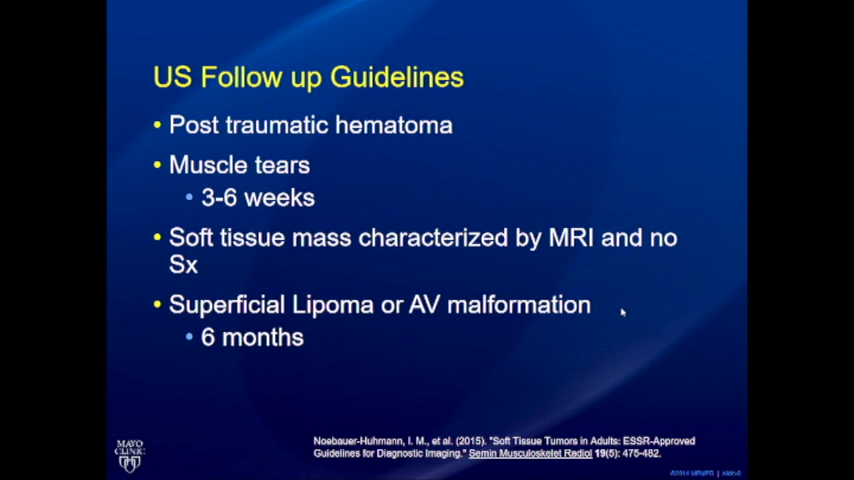 US Follow up Guidelines
• Post traumatic hematoma
• Muscle tears
• 3-6 weeks
• Soft tissue mass characterized by MRI and no
Sx
• Superficial Lipoma or AV malformation
• 6 months
Noebauer-Huhmann, I. M., et al. (2015). "Soft Tissue Tumors in Adults: ESSR-Approved
Guidelines for Diagnostic Imaging." Semin Musculoskelet Radiol 19(5): 475-482.
MAYO
CLINIC